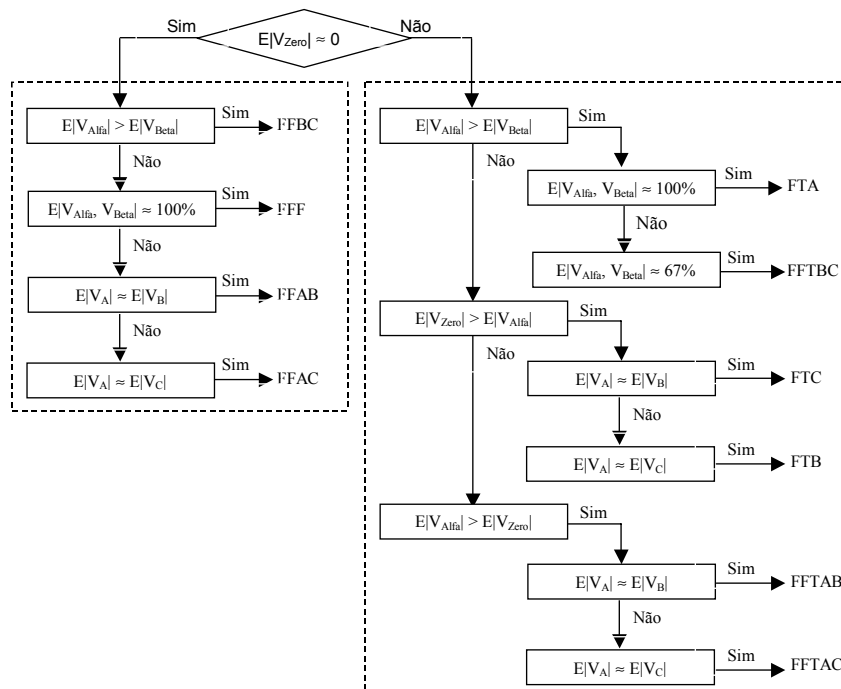 Sim
E|V_Zero| ≈ 0
Não
E|V_Alfa| > E|V_Beta|
Sim
FFBC
Não
E|V_Alfa, V_Beta| ≈ 100%
Sim
FFF
Não
E|V_A| ≈ E|V_B|
Sim
FFAB
Não
E|V_A| ≈ E|V_C|
Sim
FFAC
E|V_Alfa| > E|V_Beta|
Sim
Não
E|V_Alfa, V_Beta| ≈ 100%
Sim
FTA
Não
E|V_Alfa, V_Beta| ≈ 67%
Sim
FFTBC
E|V_Zero| > E|V_Alfa|
Sim
Não
E|V_A| ≈ E|V_B|
Sim
FTC
Não
E|V_A| ≈ E|V_C|
Sim
FTB
E|V_Alfa| > E|V_Zero|
Sim
E|V_A| ≈ E|V_B|
Sim
FFTAB
Não
E|V_A| ≈ E|V_C|
Sim
FFTAC